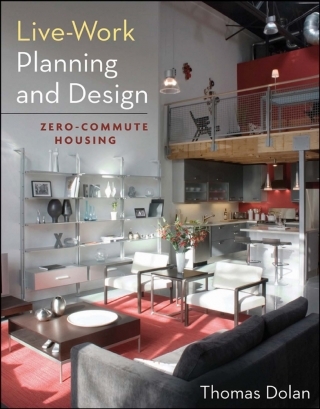 Live-Work
Planning
and Design
ZERO-COMMUTE
HOUSING
Thomas Dolan